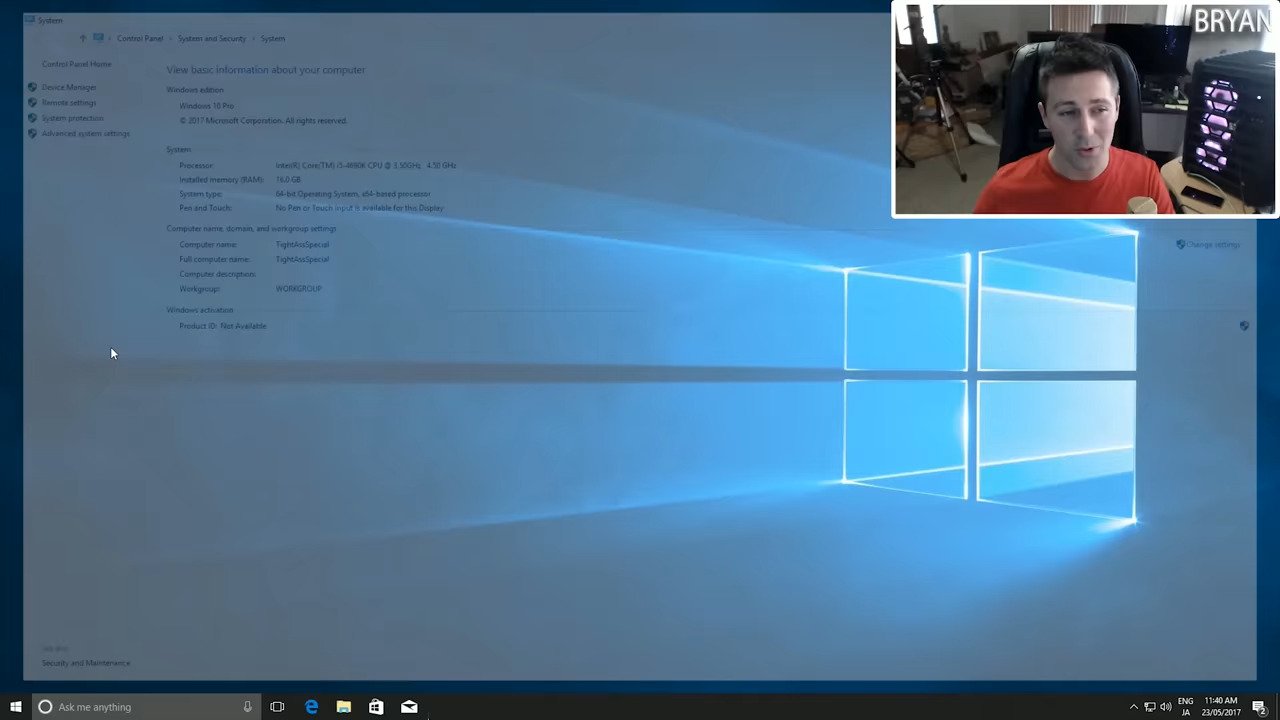 System
Control Panel > System and Security > System
Control Panel Home
Device Manager
Remote settings
System protection
Advanced system settings
View basic information about your computer
Windows edition
Windows 10 Pro
© 2017 Microsoft Corporation. All rights reserved.
System
Processor: Intel(R) Core(TM) i5-4690K CPU @ 3.50GHz 4.50 GHz
Installed memory (RAM): 16.0 GB
System type: 64-bit Operating System, x64-based processor
Pen and Touch: No Pen or Touch Input is available for this Display
Computer name, domain, and workgroup settings
Computer name: TightAssSpecial
Full computer name: TightAssSpecial
Computer description:
Workgroup: WORKGROUP
Change settings
Windows activation
Product ID: Not Available
See also
Security and Maintenance
BRYAN
Ask me anything
ENG
JA
11:40 AM
23/05/2017
2